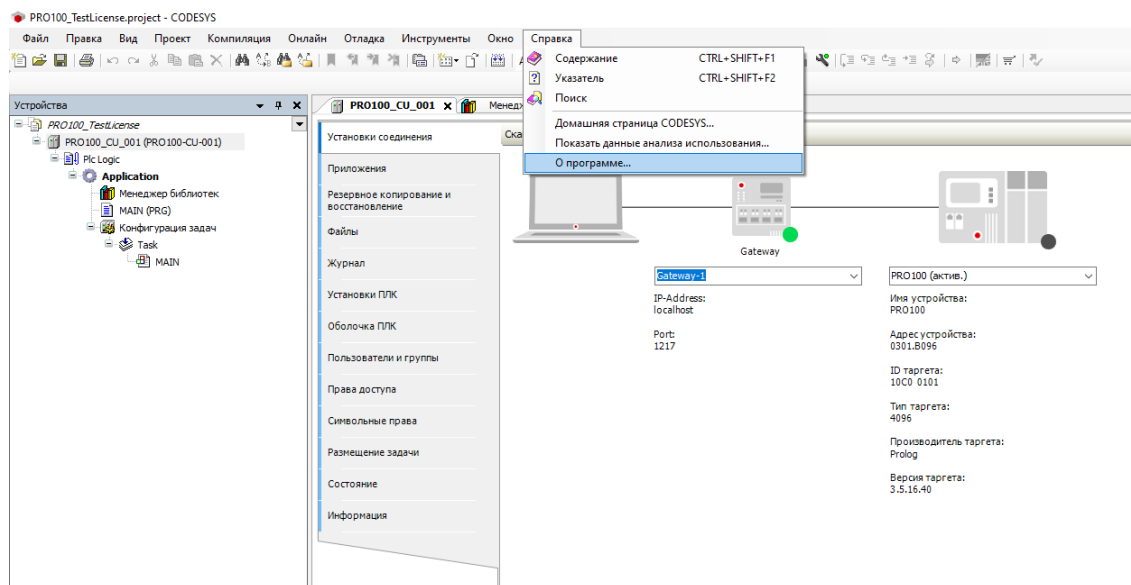 PRO100_TestLicense.project - CODESYS
Файл Правка Вид Проект Компиляция Онлайн Отладка Инструменты Окно Справка
Содержание CTRL+SHIFT+F1
Указатель CTRL+SHIFT+F2
Поиск
Домашняя страница CODESYS...
Показать данные анализа использования...
О программе...
Устройства
PRO100_TestLicense
PRO100_CU_001 (PRO100-CU-001)
Plc Logic
Application
Менеджер библиотек
MAIN (PRG)
Конфигурация задач
Task
MAIN
PRO100_CU_001
Менедж
Установки соединения
Приложения
Резервное копирование и
восстановление
Файлы
Журнал
Установки ПЛК
Оболочка ПЛК
Пользователи и группы
Права доступа
Символьные права
Размещение задачи
Состояние
Информация
Ска
Gateway
Gateway-1
IP-Address:
localhost
Port:
1217
PRO100 (актив.)
Имя устройства:
PRO100
Адрес устройства:
0301.B096
ID таргета:
10C0 0101
Тип таргета:
4096
Производитель таргета:
Prolog
Версия таргета:
3.5.16.40